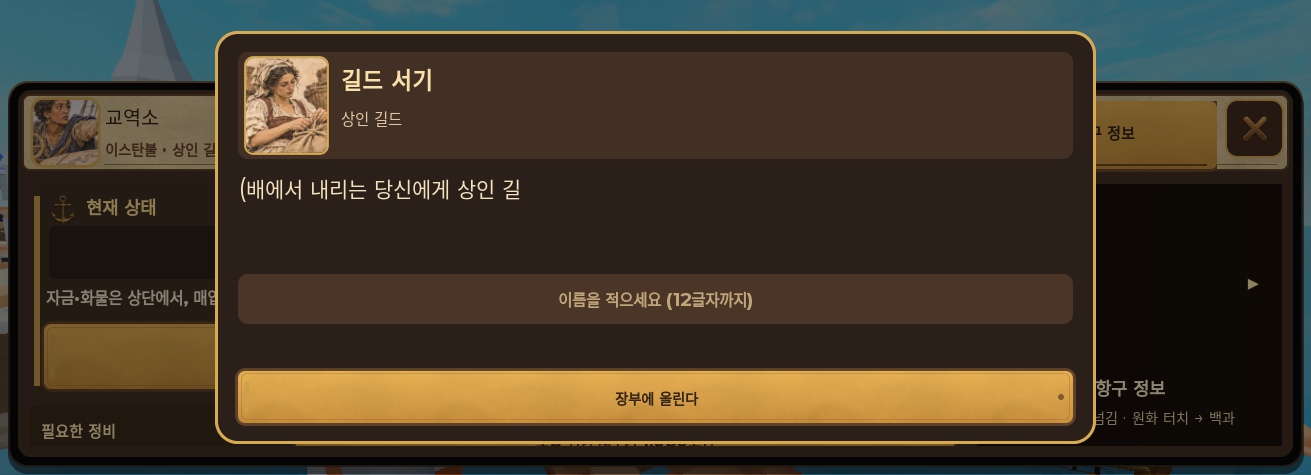 길드 서기
상인 길드
(배에서 내리는 당신에게 상인 길
이름을 적으세요 (12글자까지)
장부에 올린다
교역소
이스탄불 · 상인 길
현재 상태
자금·화물은 상단에서, 매입
필요한 정비
정보
항구 정보
넘김 · 원화 터치 → 백과